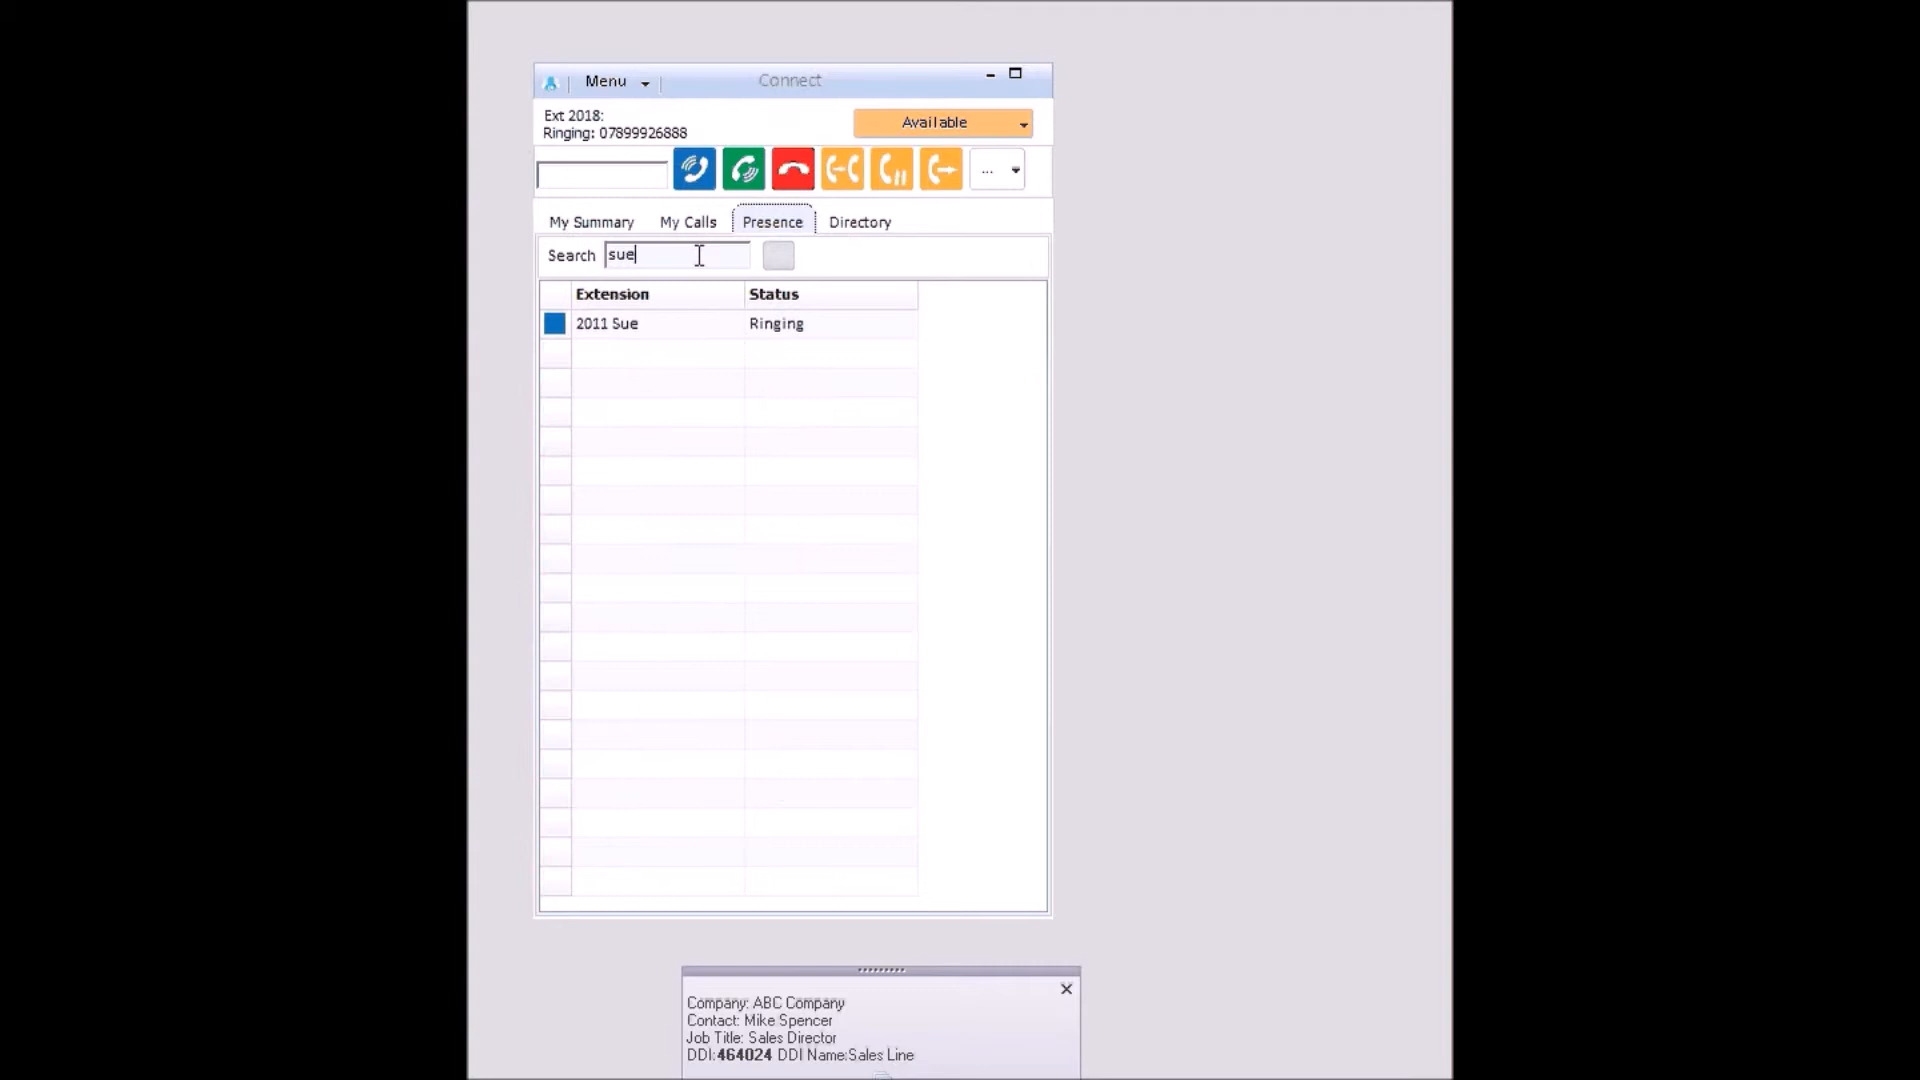 Menu
Connect
Ext 2018:
Ringing: 07899926888
Available
...
My Summary
My Calls
Presence
Directory
Search
sue
Extension
Status
2011 Sue
Ringing
Company: ABC Company
Contact: Mike Spencer
Job Title: Sales Director
DDI:464024 DDI Name:Sales Line